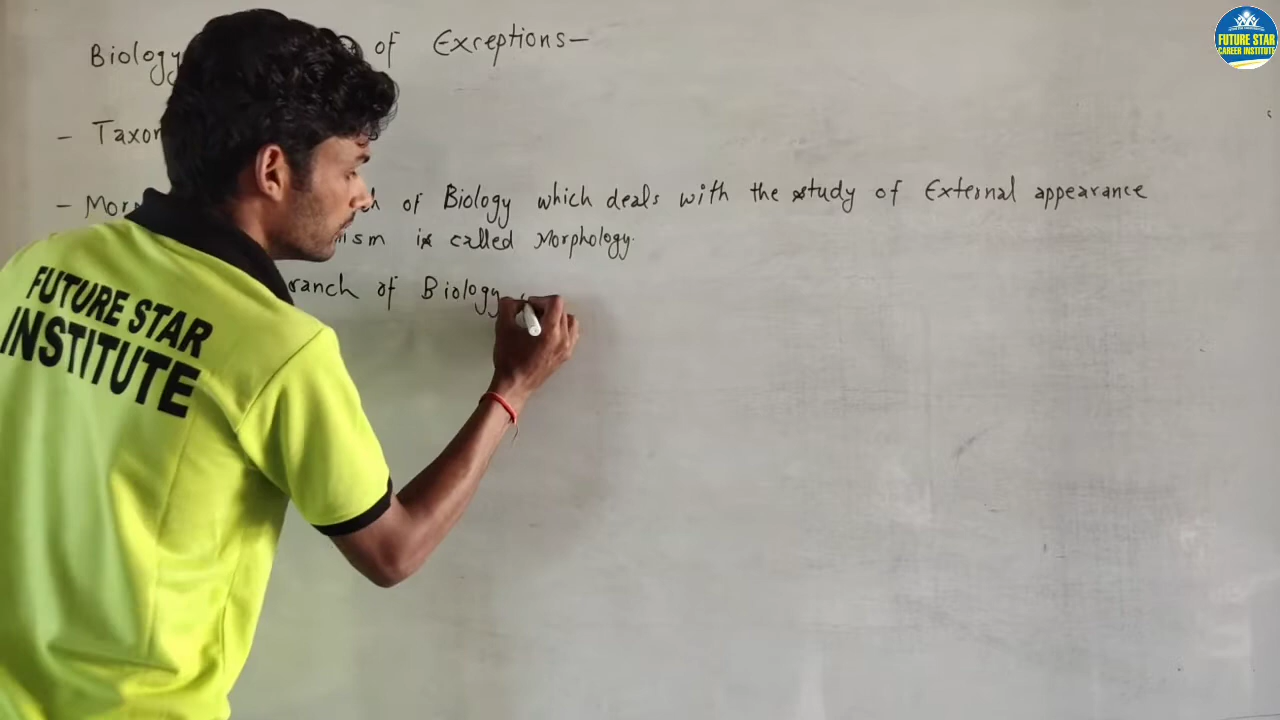 Biology of Exceptions-
- Taxon
- Mor of Biology which deals with the study of External appearance
ism is called Morphology.
ranch of Biology
FUTURE STAR
INSTITUTE
FUTURE STAR
CAREER INSTITUTE